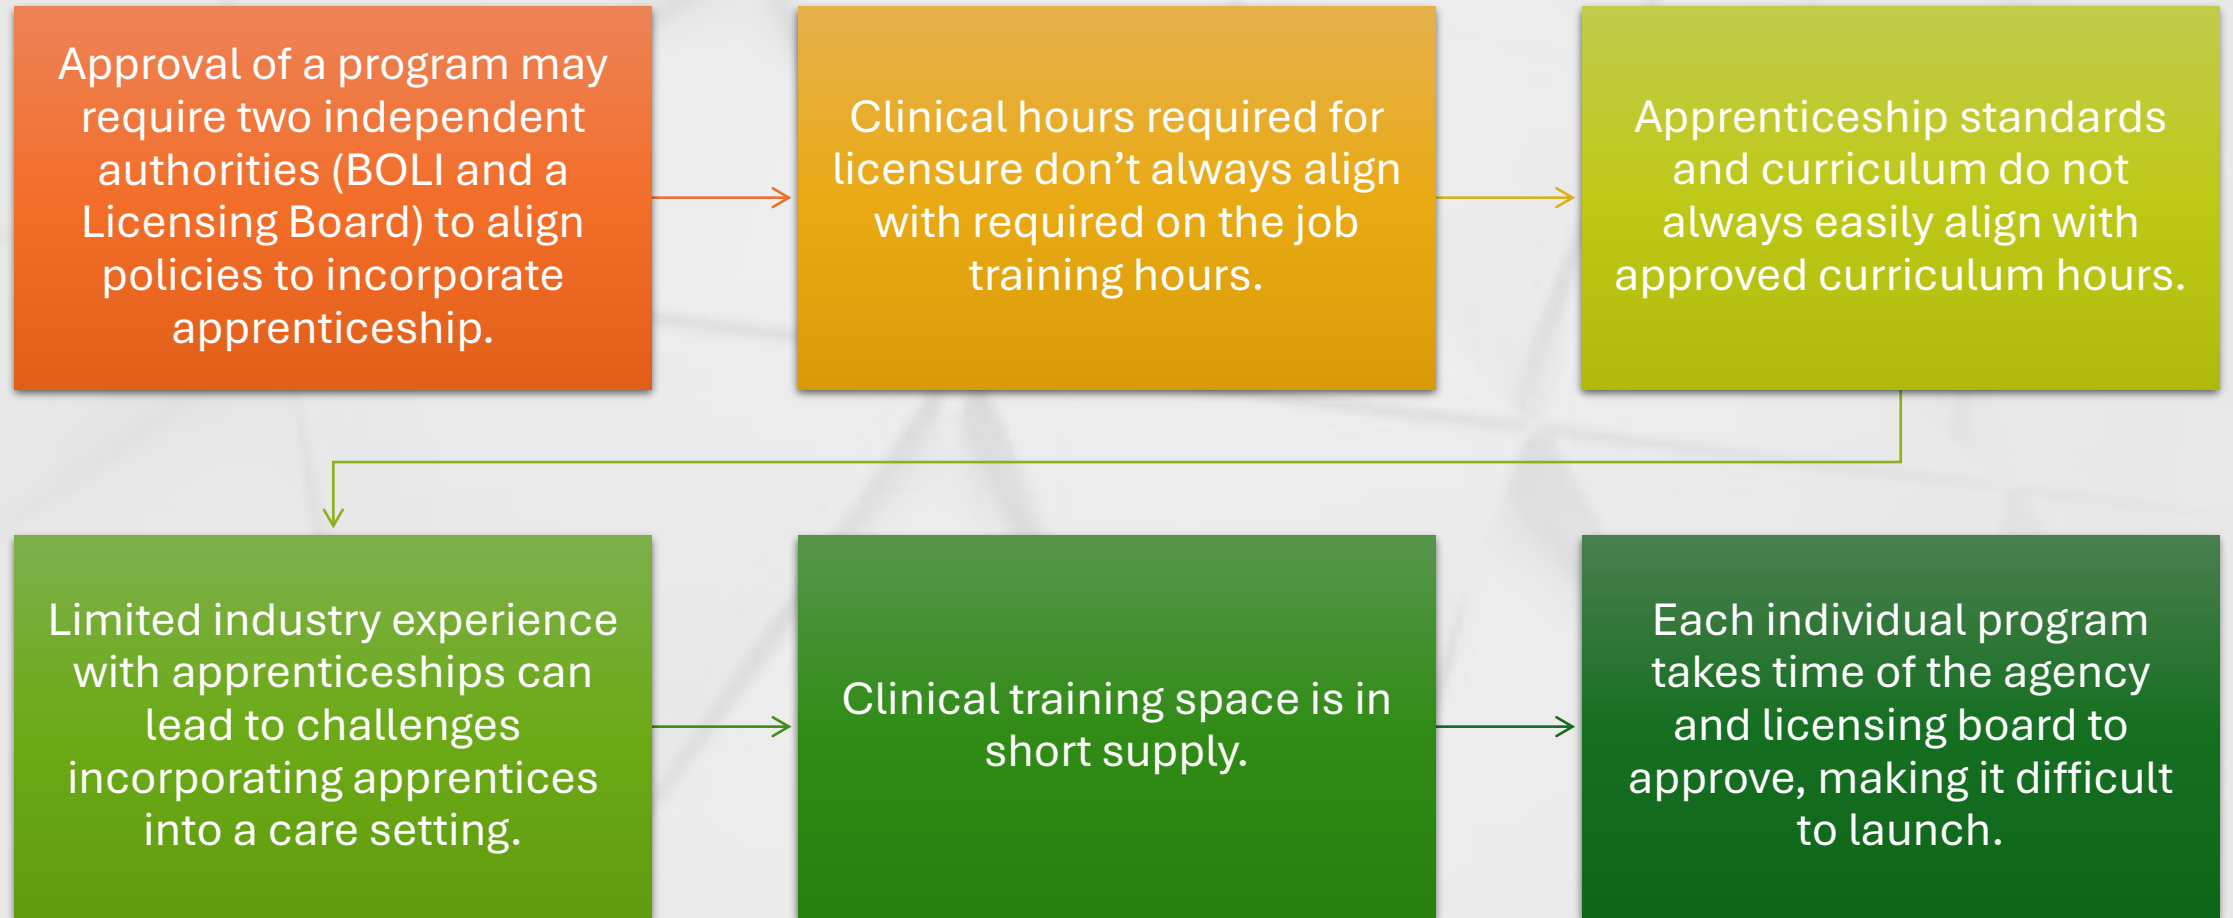 Approval of a program may
require two independent
authorities (BOLI and a
Licensing Board) to align
policies to incorporate
apprenticeship.
Clinical hours required for
licensure don’t always align
with required on the job
training hours.
Apprenticeship standards
and curriculum do not
always easily align with
approved curriculum hours.
Limited industry experience
with apprenticeships can
lead to challenges
incorporating apprentices
into a care setting.
Clinical training space is in
short supply.
Each individual program
takes time of the agency
and licensing board to
approve, making it difficult
to launch.